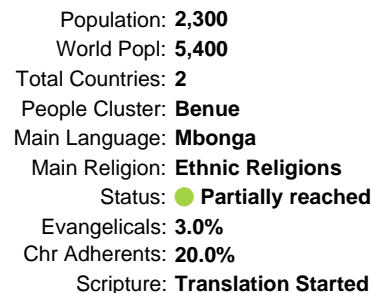 Population: 2,300
World Popl: 5,400
Total Countries: 2
People Cluster: Benue
Main Language: Mbonga
Main Religion: Ethnic Religions
Status: Partially reached
Evangelicals: 3.0%
Chr Adherents: 20.0%
Scripture: Translation Started